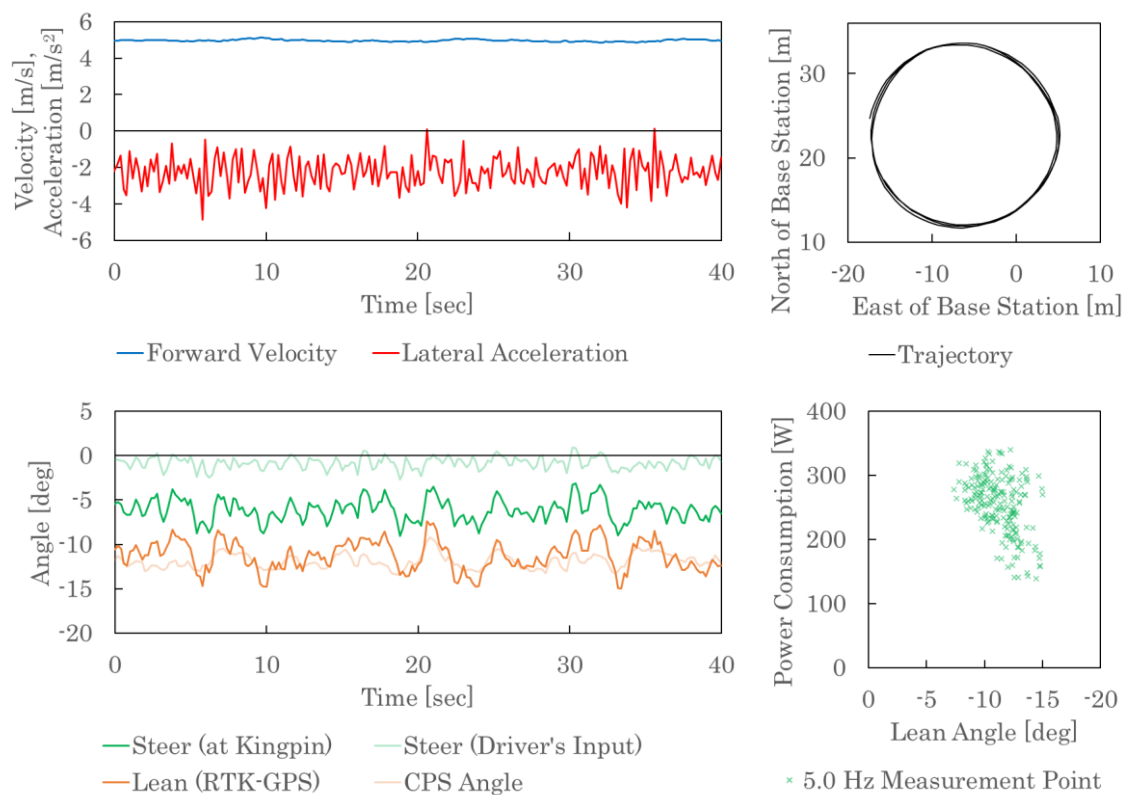 Velocity [m/s],
Acceleration [m/s²]
6
4
2
0
-2
-4
-6
0 10 20 30 40
Time [sec]
Forward Velocity Lateral Acceleration
North of Base Station [m]
30
20
10
-20 -10 0 10
East of Base Station [m]
Trajectory
Angle [deg]
5
0
-5
-10
-15
-20
0 10 20 30 40
Time [sec]
Steer (at Kingpin) Steer (Driver's Input)
Lean (RTK-GPS) CPS Angle
Power Consumption [W]
400
300
200
100
0
0 -5 -10 -15 -20
Lean Angle [deg]
× 5.0 Hz Measurement Point